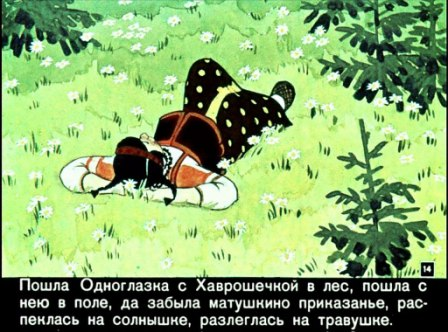 14
Пошла Одноглазка с Хаврошечкой в лес, пошла с
нею в поле, да забыла матушкино приказанье, рас-
пеклась на солнышке, разлеглась на травушке.